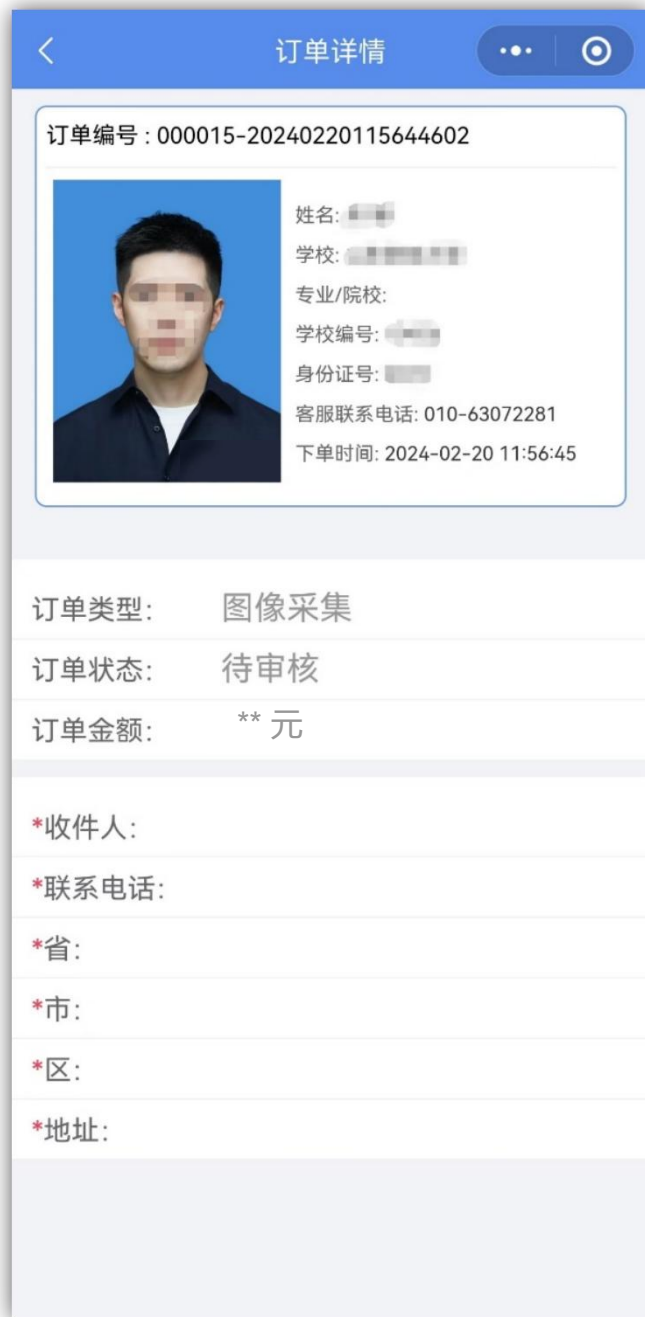 订单详情
订单编号 : 000015-20240220115644602
姓名:
学校:
专业/院校:
学校编号:
身份证号:
客服联系电话: 010-63072281
下单时间: 2024-02-20 11:56:45
订单类型: 图像采集
订单状态: 待审核
订单金额: ** 元
*收件人:
*联系电话:
*省:
*市:
*区:
*地址: